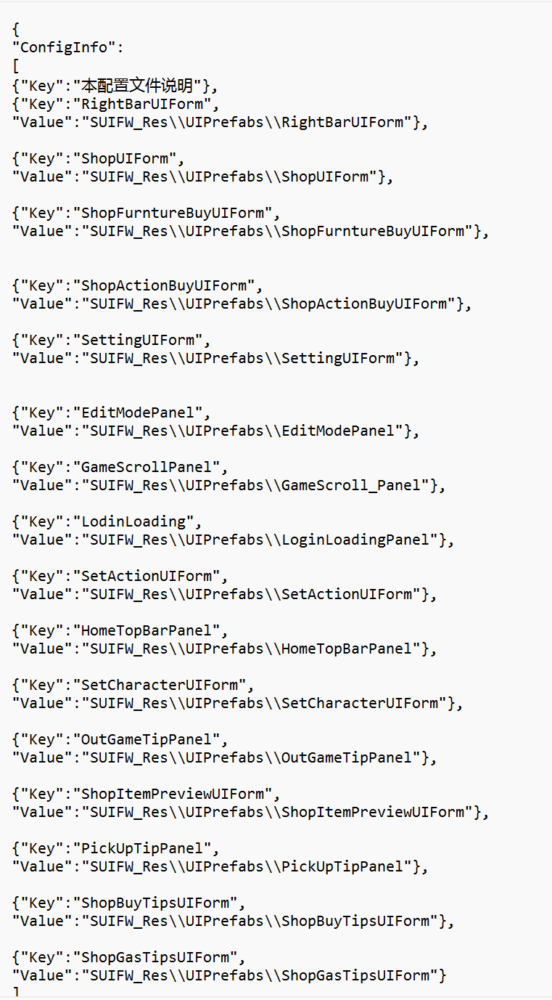 {
"ConfigInfo":
[
{"Key":"本配置文件说明"},
{"Key":"RightBarUIForm",
"Value":"SUIFW_Res\\UIPrefabs\\RightBarUIForm"},
{"Key":"ShopUIForm",
"Value":"SUIFW_Res\\UIPrefabs\\ShopUIForm"},
{"Key":"ShopFurntureBuyUIForm",
"Value":"SUIFW_Res\\UIPrefabs\\ShopFurntureBuyUIForm"},
{"Key":"ShopActionBuyUIForm",
"Value":"SUIFW_Res\\UIPrefabs\\ShopActionBuyUIForm"},
{"Key":"SettingUIForm",
"Value":"SUIFW_Res\\UIPrefabs\\SettingUIForm"},
{"Key":"EditModePanel",
"Value":"SUIFW_Res\\UIPrefabs\\EditModePanel"},
{"Key":"GameScrollPanel",
"Value":"SUIFW_Res\\UIPrefabs\\GameScroll_Panel"},
{"Key":"LodinLoading",
"Value":"SUIFW_Res\\UIPrefabs\\LoginLoadingPanel"},
{"Key":"SetActionUIForm",
"Value":"SUIFW_Res\\UIPrefabs\\SetActionUIForm"},
{"Key":"HomeTopBarPanel",
"Value":"SUIFW_Res\\UIPrefabs\\HomeTopBarPanel"},
{"Key":"SetCharacterUIForm",
"Value":"SUIFW_Res\\UIPrefabs\\SetCharacterUIForm"},
{"Key":"OutGameTipPanel",
"Value":"SUIFW_Res\\UIPrefabs\\OutGameTipPanel"},
{"Key":"ShopItemPreviewUIForm",
"Value":"SUIFW_Res\\UIPrefabs\\ShopItemPreviewUIForm"},
{"Key":"PickUpTipPanel",
"Value":"SUIFW_Res\\UIPrefabs\\PickUpTipPanel"},
{"Key":"ShopBuyTipsUIForm",
"Value":"SUIFW_Res\\UIPrefabs\\ShopBuyTipsUIForm"},
{"Key":"ShopGasTipsUIForm",
"Value":"SUIFW_Res\\UIPrefabs\\ShopGasTipsUIForm"}
]